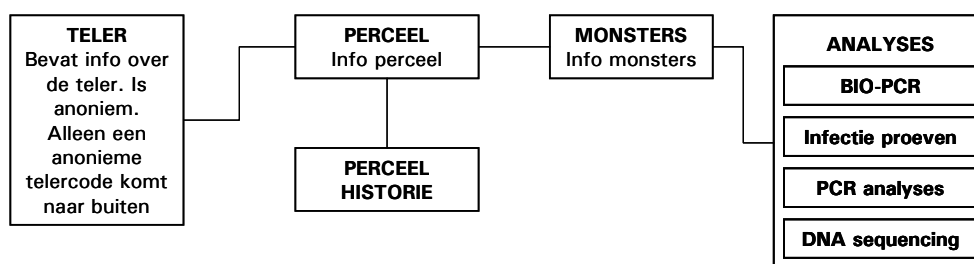 TELER
Bevat info over
de teler. Is
anoniem.
Alleen een
anonieme
telercode komt
naar buiten
PERCEEL
Info perceel
PERCEEL
HISTORIE
MONSTERS
Info monsters
ANALYSES
BIO-PCR
Infectie proeven
PCR analyses
DNA sequencing